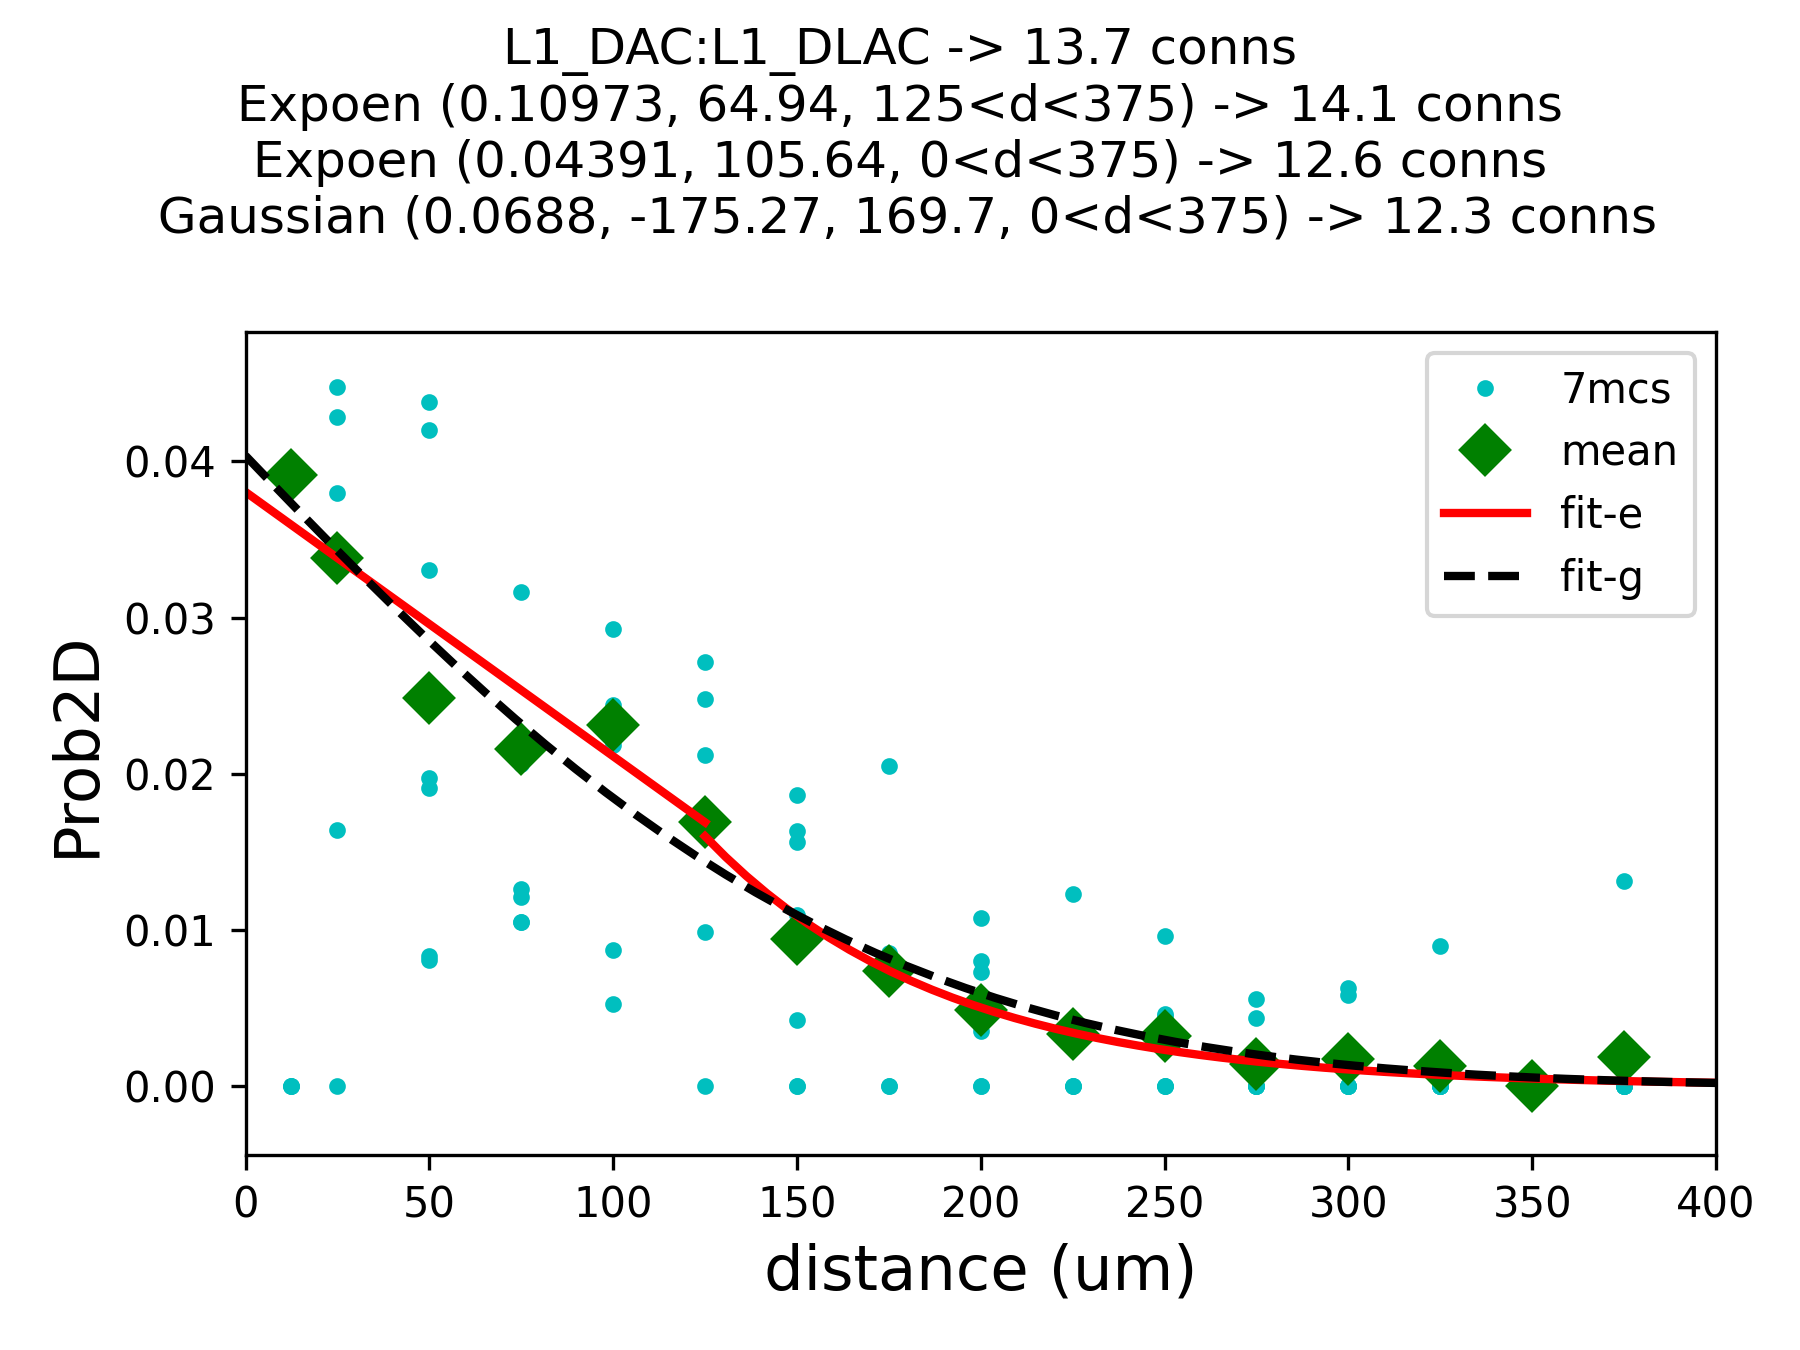 L1_DAC:L1_DLAC -> 13.7 conns
Expoen (0.10973, 64.94, 125<d<375) -> 14.1 conns
Expoen (0.04391, 105.64, 0<d<375) -> 12.6 conns
Gaussian (0.0688, -175.27, 169.7, 0<d<375) -> 12.3 conns
7mcs
mean
fit-e
fit-g
0.04
0.03
0.02
0.01
0.00
Prob2D
0 50 100 150 200 250 300 350 400
distance (um)